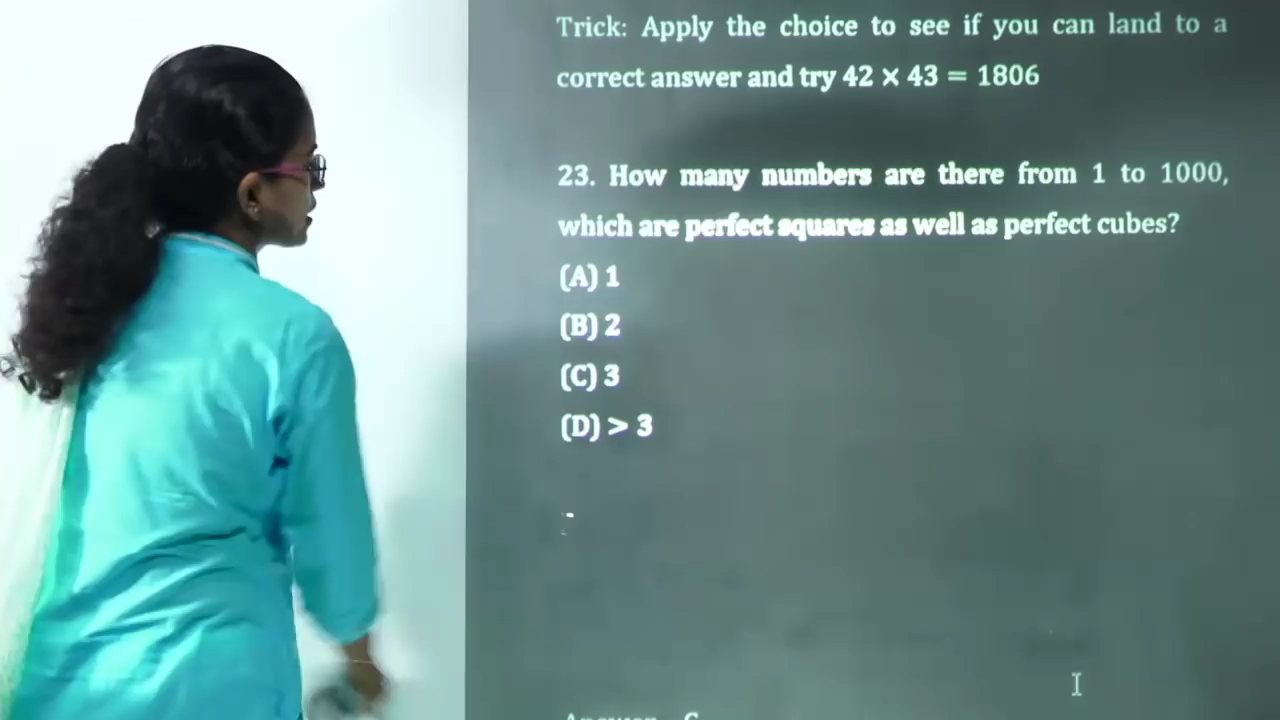 Trick: Apply the choice to see if you can land to a
correct answer and try 42 × 43 = 1806
23. How many numbers are there from 1 to 1000,
which are perfect squares as well as perfect cubes?
(A) 1
(B) 2
(C) 3
(D) > 3